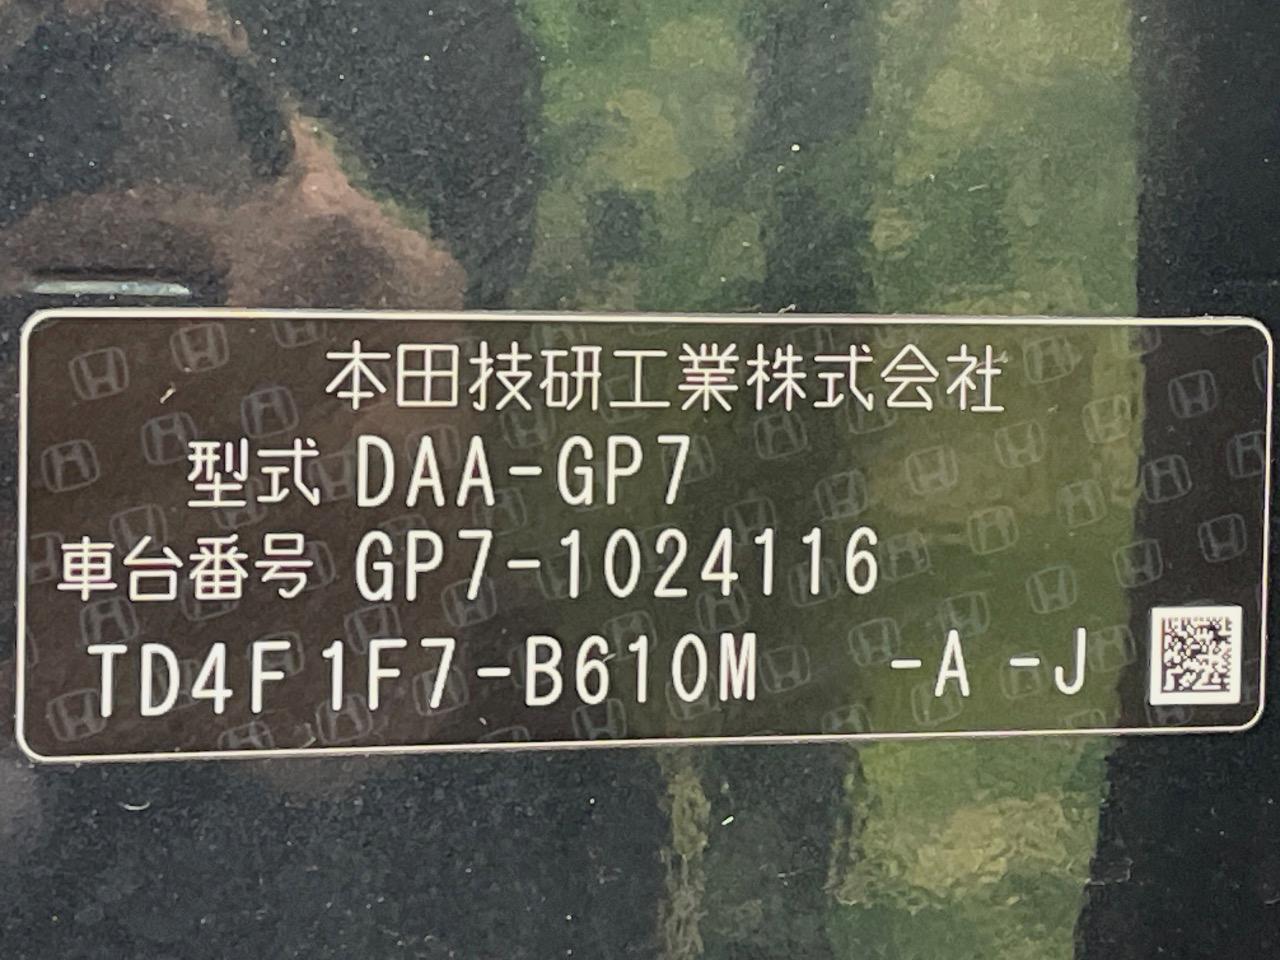 本田技研工業株式会社
型式 DAA-GP7
車台番号 GP7-1024116
TD4F1F7-B610M -A -J